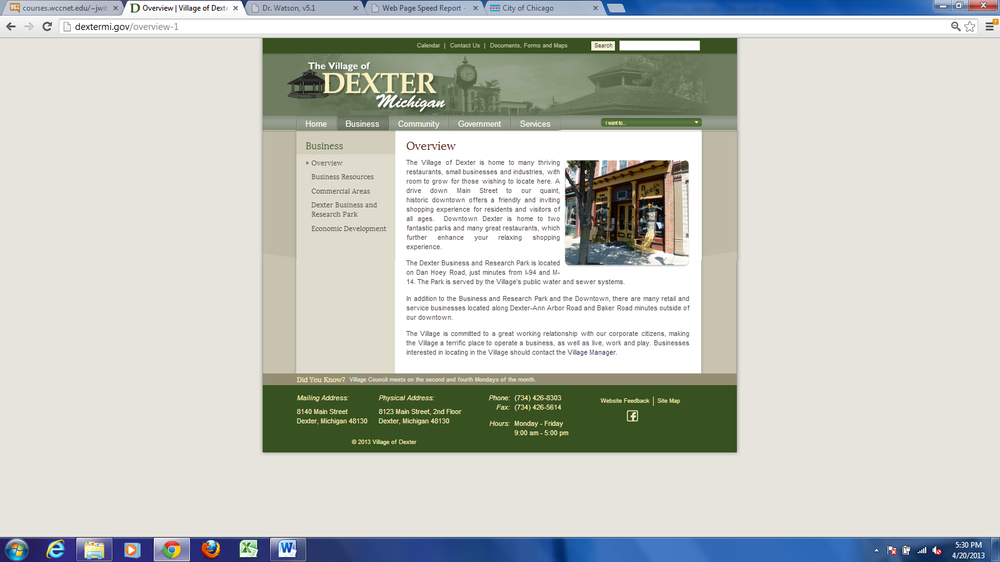 courses.wccnet.edu/~jwit
Overview | Village of Dexte
Dr. Watson, v5.1
Web Page Speed Report -
City of Chicago
dextermi.gov/overview-1
Calendar | Contact Us | Documents, Forms and Maps
Search
The Village of
DEXTER
Michigan
Home
Business
Community
Government
Services
I want to...
Business
Overview
Business Resources
Commercial Areas
Dexter Business and
Research Park
Economic Development
Overview
The Village of Dexter is home to many thriving
restaurants, small businesses and industries, with
room to grow for those wishing to locate here. A
drive down Main Street to our quaint,
historic downtown offers a friendly and inviting
shopping experience for residents and visitors of
all ages. Downtown Dexter is home to two
fantastic parks and many great restaurants, which
further enhance your relaxing shopping
experience.
The Dexter Business and Research Park is located
on Dan Hoey Road, just minutes from I-94 and M-
14. The Park is served by the Village's public water and sewer systems.
In addition to the Business and Research Park and the Downtown, there are many retail and
service businesses located along Dexter-Ann Arbor Road and Baker Road minutes outside of
our downtown.
The Village is committed to a great working relationship with our corporate citizens, making
the Village a terrific place to operate a business, as well as live, work and play. Businesses
interested in locating in the Village should contact the Village Manager.
Did You Know? Village Council meets on the second and fourth Mondays of the month.
Mailing Address:
8140 Main Street
Dexter, Michigan 48130
Physical Address:
8123 Main Street, 2nd Floor
Dexter, Michigan 48130
Phone: (734) 426-8303
Fax: (734) 426-5614
Hours: Monday - Friday
9:00 am - 5:00 pm
Website Feedback | Site Map
© 2013 Village of Dexter
5:30 PM
4/20/2013